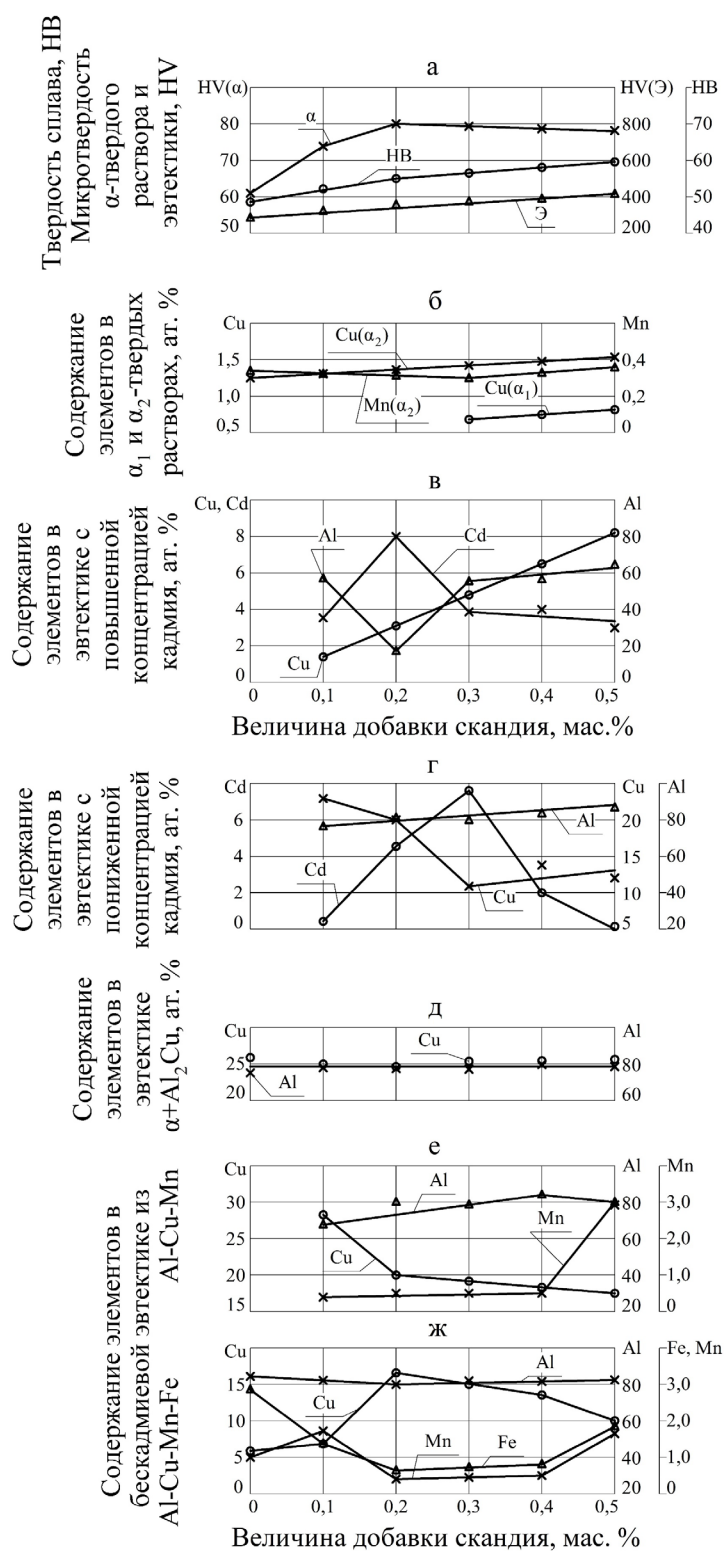 Твердость сплава, НВ
Микротвердость
α-твердого
раствора и
эвтектики, HV
а
HV(α)
HV(Э)
НВ
80
70
60
50
800
600
400
200
70
60
50
40
α
НВ
Э
Содержание
элементов в
α₁ и α₂-твердых
растворах, ат. %
б
Cu
Mn
1,5
1,0
0,5
0,4
0,2
0
Cu(α₂)
Mn(α₂)
Cu(α₁)
Содержание
элементов в
эвтектике с
повышенной
концентрацией
кадмия, ат. %
в
Cu, Cd
Al
8
6
4
2
0
80
60
40
20
0
Al
Cd
Cu
0 0,1 0,2 0,3 0,4 0,5
Величина добавки скандия, мас.%
Содержание
элементов в
эвтектике с
пониженной
концентрацией
кадмия, ат. %
г
Cd
Cu
Al
6
4
2
0
20
15
10
5
80
60
40
20
Cd
Cu
Al
Содержание
элементов в
эвтектике
α+Al₂Cu, ат. %
д
Cu
Al
25
20
80
60
Cu
Al
Содержание элементов в
бескадмиевой эвтектике из
Al-Cu-Mn
е
Cu
Al
Mn
30
25
20
15
80
60
40
20
3,0
2,0
1,0
0
Al
Cu
Mn
Al-Cu-Mn-Fe
ж
Cu
Al
Fe, Mn
15
10
5
0
80
60
40
20
3,0
2,0
1,0
0
Cu
Al
Mn
Fe
0 0,1 0,2 0,3 0,4 0,5
Величина добавки скандия, мас. %